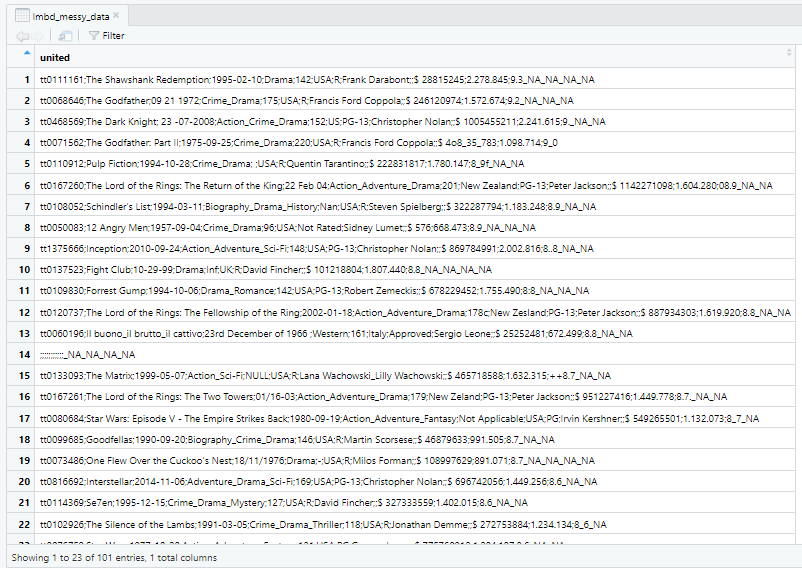 lmbd_messy_data
Filter
united
1 tt0111161;The Shawshank Redemption;1995-02-10;Drama;142;USA;R;Frank Darabont;;$ 28815245;2.278.845;9.3_NA_NA_NA_NA
2 tt0068646;The Godfather;09 21 1972;Crime_Drama;175;USA;R;Francis Ford Coppola;;$ 246120974;1.572.674;9.2_NA_NA_NA
3 tt0468569;The Dark Knight; 23 -07-2008;Action_Crime_Drama;152;US;PG-13;Christopher Nolan;;$ 1005455211;2.241.615;9._NA_NA_NA
4 tt0071562;The Godfather: Part II;1975-09-25;Crime_Drama;220;USA;R;Francis Ford Coppola;;$ 4o8_35_783;1.098.714;9_0
5 tt0110912;Pulp Fiction;1994-10-28;Crime_Drama; ;USA;R;Quentin Tarantino;;$ 222831817;1.780.147;8_9f_NA_NA
6 tt0167260;The Lord of the Rings: The Return of the King;22 Feb 04;Action_Adventure_Drama;201;New Zealand;PG-13;Peter Jackson;;$ 1142271098;1.604.280;08.9_NA_NA
7 tt0108052;Schindler's List;1994-03-11;Biography_Drama_History;Nan;USA;R;Steven Spielberg;;$ 322287794;1.183.248;8.9_NA_NA
8 tt0050083;12 Angry Men;1957-09-04;Crime_Drama;96;USA;Not Rated;Sidney Lumet;;$ 576;668.473;8.9_NA_NA_NA
9 tt1375666;Inception;2010-09-24;Action_Adventure_Sci-Fi;148;USA;PG-13;Christopher Nolan;;$ 869784991;2.002.816;8..8_NA_NA
10 tt0137523;Fight Club;10-29-99;Drama;Inf;UK;R;David Fincher;;$ 101218804;1.807.440;8.8_NA_NA_NA_NA
11 tt0109830;Forrest Gump;1994-10-06;Drama_Romance;142;USA;PG-13;Robert Zemeckis;;$ 678229452;1.755.490;8:8_NA_NA_NA
12 tt0120737;The Lord of the Rings: The Fellowship of the Ring;2002-01-18;Action_Adventure_Drama;178c;New Zesland;PG-13;Peter Jackson;;$ 887934303;1.619.920;8.8_NA_NA
13 tt0060196;Il buono_il brutto_il cattivo;23rd December of 1966 ;Western;161;Italy;Approved;Sergio Leone;;$ 25252481;672.499;8.8_NA_NA
14 ;;;;;;;;;;;;_NA_NA_NA_NA
15 tt0133093;The Matrix;1999-05-07;Action_Sci-Fi;NULL;USA;R;Lana Wachowski_Lilly Wachowski;;$ 465718588;1.632.315;++8.7_NA_NA
16 tt0167261;The Lord of the Rings: The Two Towers;01/16-03;Action_Adventure_Drama;179;New Zeland;PG-13;Peter Jackson;;$ 951227416;1.449.778;8.7._NA_NA
17 tt0080684;Star Wars: Episode V - The Empire Strikes Back;1980-09-19;Action_Adventure_Fantasy;Not Applicable;USA;PG;Irvin Kershner;;$ 549265501;1.132.073;8_7_NA
18 tt0099685;Goodfellas;1990-09-20;Biography_Crime_Drama;146;USA;R;Martin Scorsese;;$ 46879633;991.505;8.7_NA_NA
19 tt0073486;One Flew Over the Cuckoo's Nest;18/11/1976;Drama;-;USA;R;Milos Forman;;$ 108997629;891.071;8.7_NA_NA_NA_NA
20 tt0816692;Interstellar;2014-11-06;Adventure_Drama_Sci-Fi;169;USA;PG-13;Christopher Nolan;;$ 696742056;1.449.256;8.6_NA_NA
21 tt0114369;Se7en;1995-12-15;Crime_Drama_Mystery;127;USA;R;David Fincher;;$ 327333559;1.402.015;8.6_NA_NA
22 tt0102926;The Silence of the Lambs;1991-03-05;Crime_Drama_Thriller;118;USA;R;Jonathan Demme;;$ 272753884;1.234.134;8_6_NA
Showing 1 to 23 of 101 entries, 1 total columns